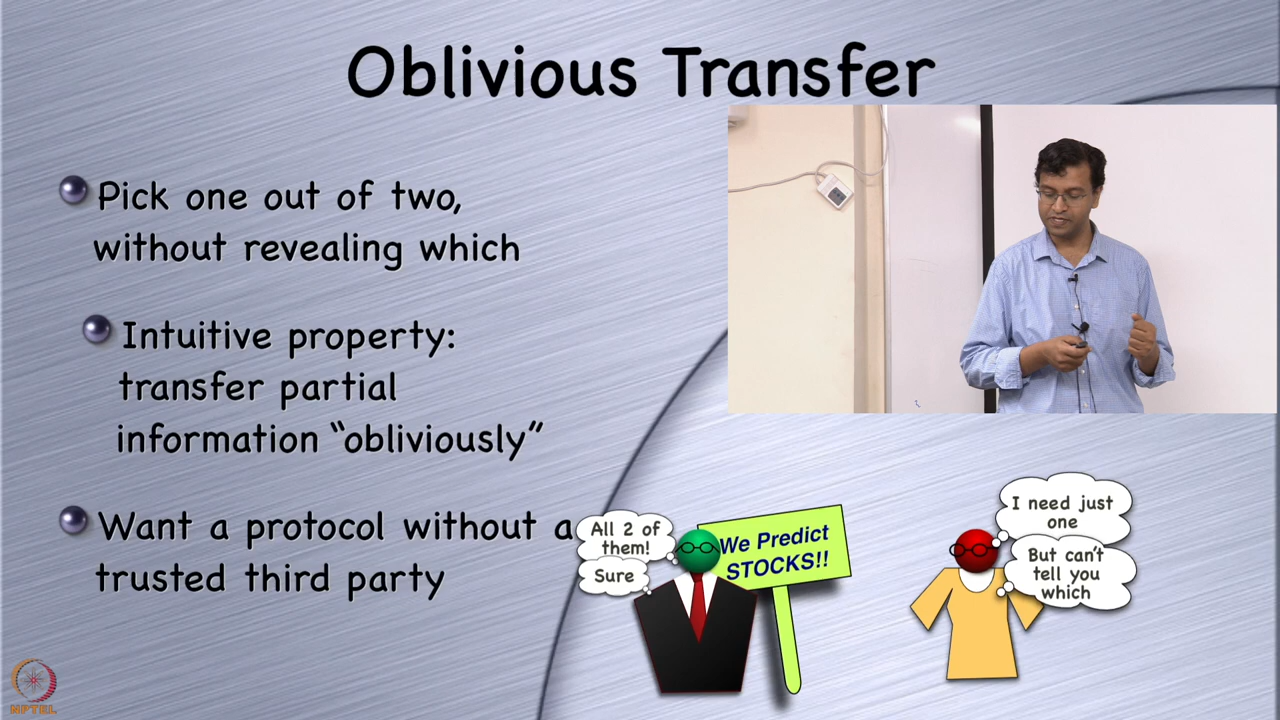 Oblivious Transfer
Pick one out of two,
without revealing which
Intuitive property:
transfer partial
information “obliviously”
Want a protocol without a
trusted third party
All 2 of
them!
Sure
We Predict
STOCKS!!
I need just
one
But can't
tell you
which
NPTEL